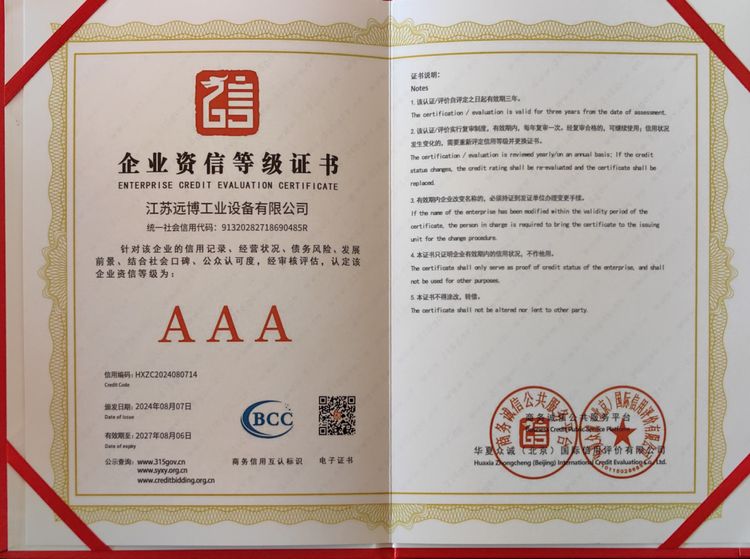 企业资信等级证书
ENTERPRISE CREDIT EVALUATION CERTIFICATE
江苏远博工业设备有限公司
统一社会信用代码：91320282718690485R
针对该企业的信用记录、经营状况、债务风险、发展
前景、结合社会口碑、公众认可度，经审核评估，认定该
企业资信等级为：
AAA
信用编码：HXZC2024080714
Credit Code
颁发日期：2024年08月07日
Date of issue
有效期至：2027年08月06日
Date of expiry
公示查询：www.315gov.cn
www.syxy.org.cn
www.creditbidding.org.cn
BCC
商务信用互认标识
电子证书
证书说明：
Notes
1. 该认证/评价自评定之日起有效期三年。
The certification / evaluation is valid for three years from the date of assessment.
2. 该认证/评价实行复审制度，有效期内，每年复审一次。经复审合格的，可继续使用；信用状况
发生变化的，需要重新评定信用等级并更换证书。
The certification / evaluation is reviewed yearly/on an annual basis; If the credit
status changes, the credit rating shall be re-evaluated and the certificate shall be
replaced.
3. 有效期内企业改变名称的，必须持证到发证单位办理变更手续。
If the name of the enterprise has been modified within the validity period of the
certificate, the person in charge is required to bring the certificate to the issuing
unit for the change procedure.
4. 本证书只证明企业有效期内的信用状况，不作他用。
The certificate shall only serve as proof of credit status of the enterprise, and shall
not be used for other purposes.
5. 本证书不得涂改，转借。
The certificate shall not be altered nor lent to other party.
商务诚信公共服务平台
Business Credit Public Service Platform
华夏众诚（北京）国际信用评价有限公司
Huaxia Zhongcheng (Beijing) International Credit Evaluation Co., Ltd.